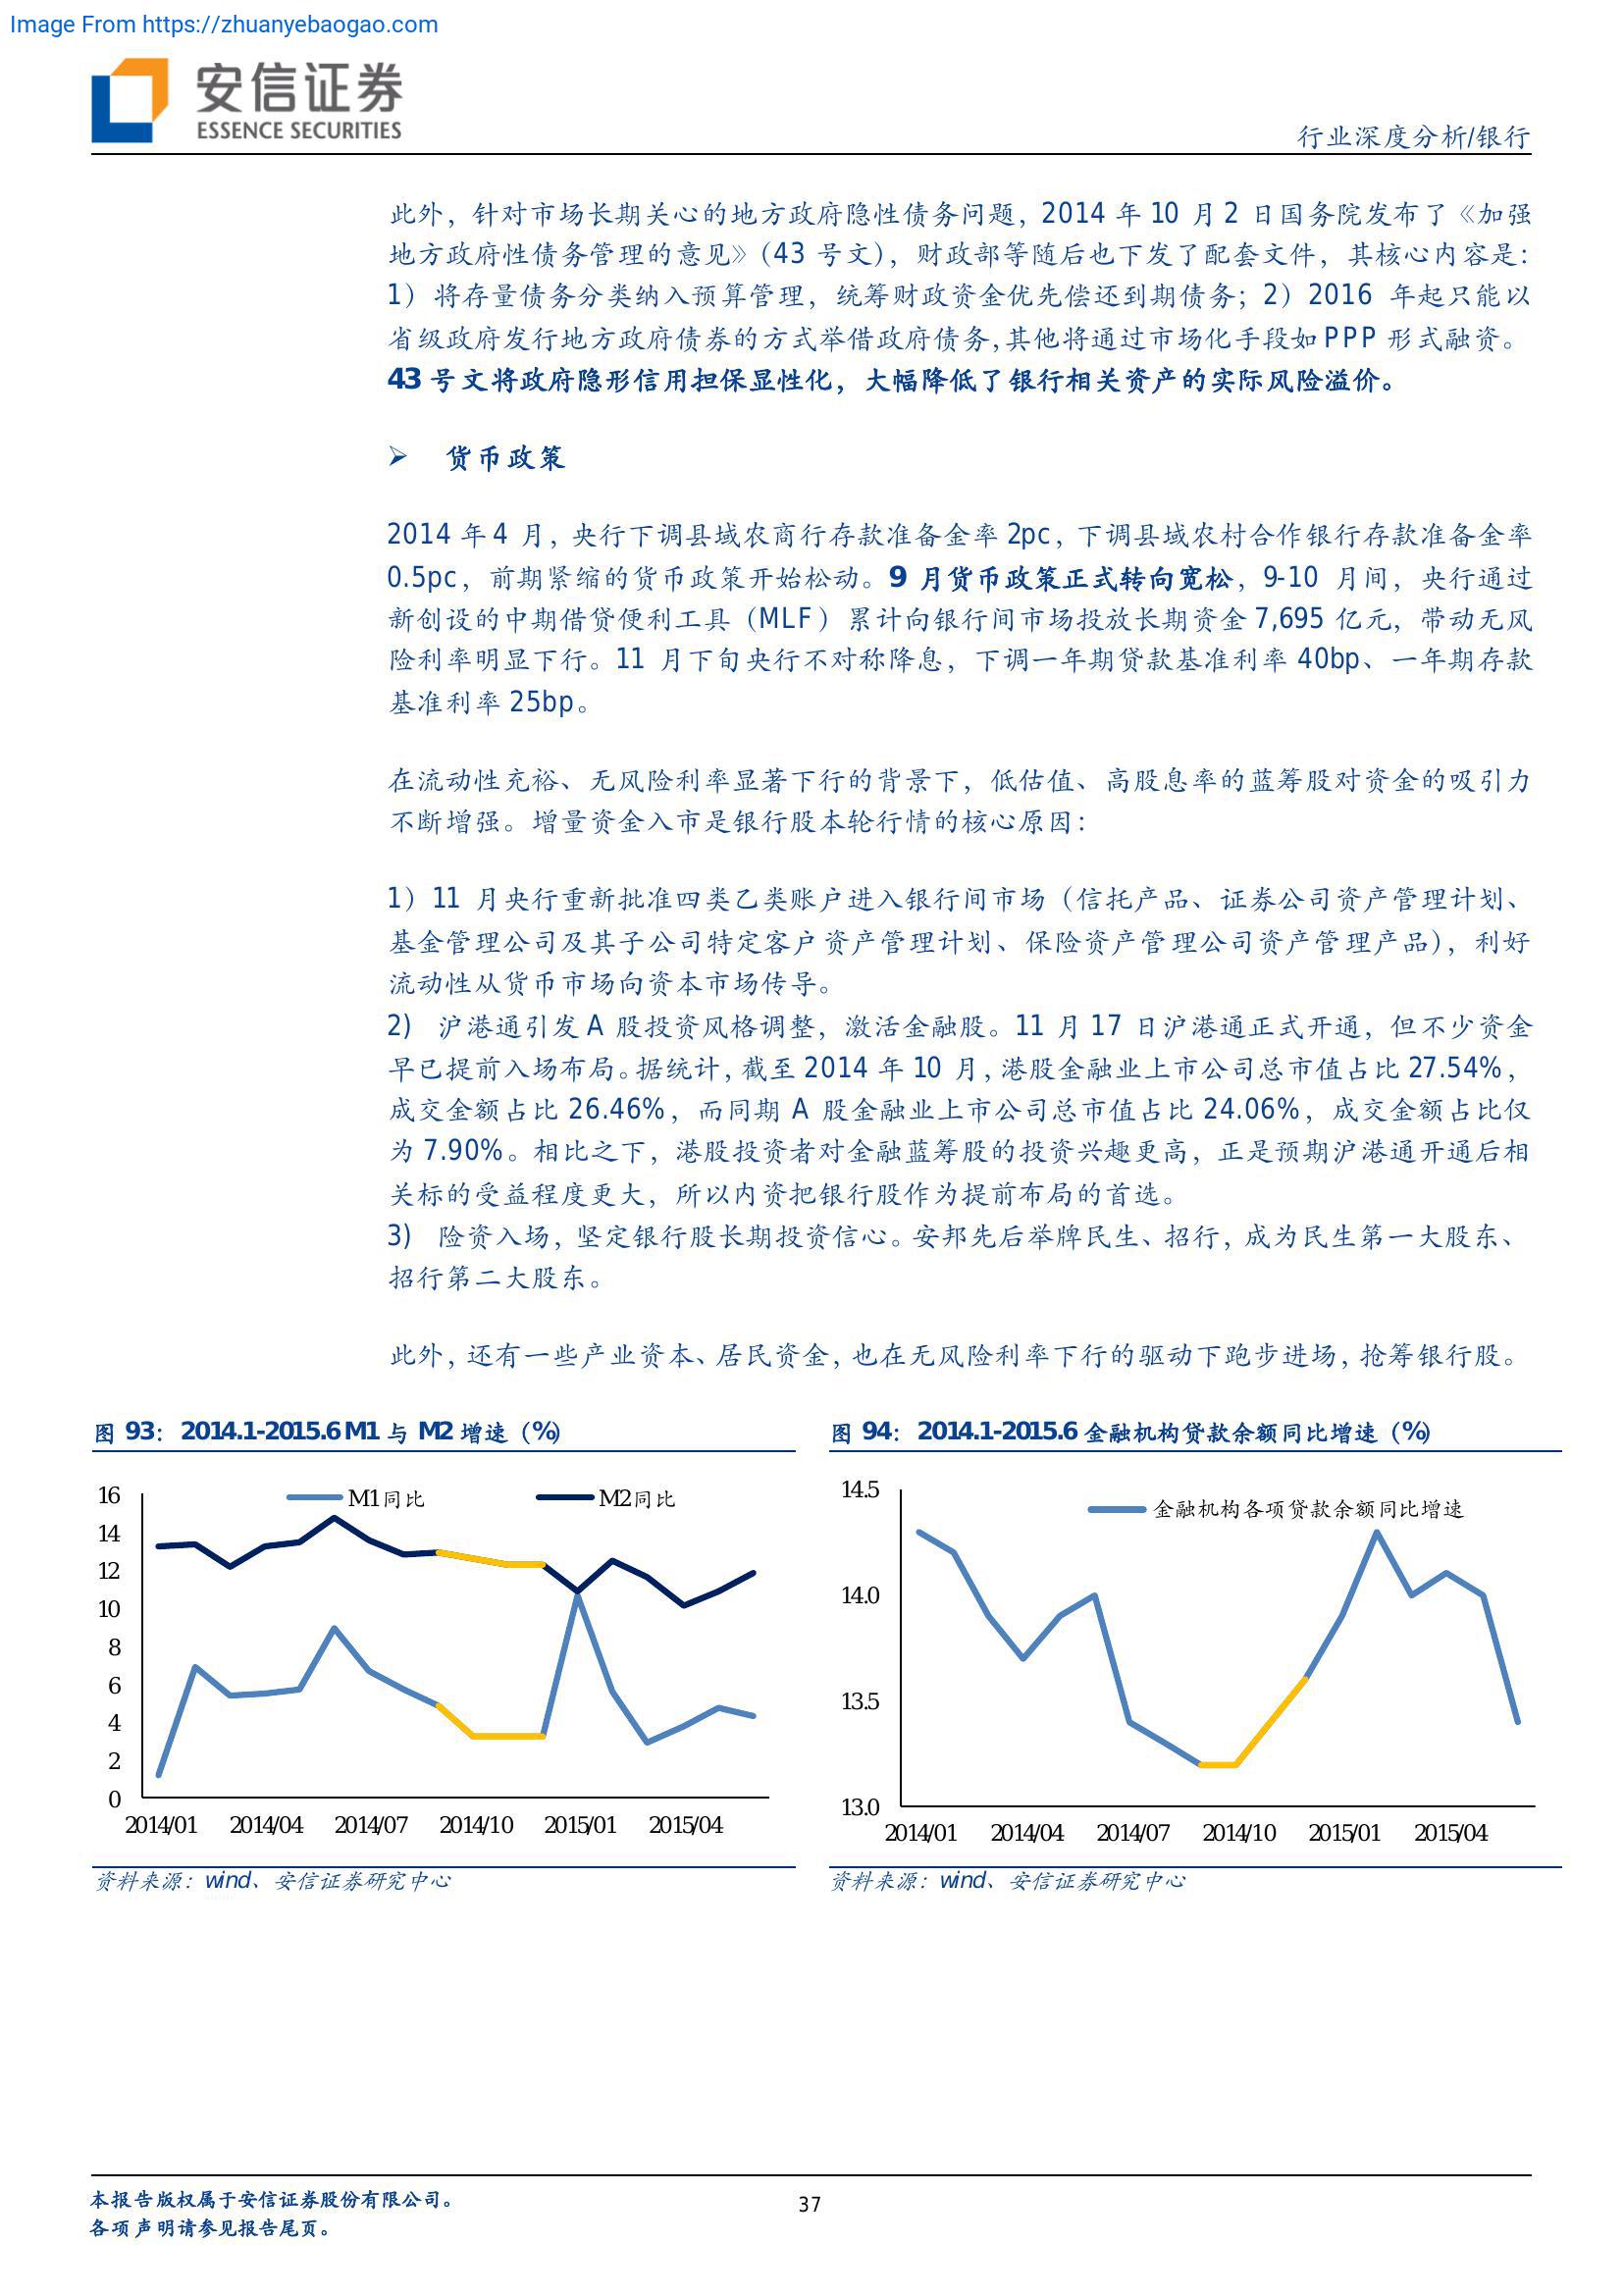 Image From https://zhuanyebaogao.com
安信证券
ESSENCE SECURITIES
行业深度分析/银行
此外，针对市场长期关心的地方政府隐性债务问题，2014 年 10 月 2 日国务院发布了《加强
地方政府性债务管理的意见》（43 号文），财政部等随后也下发了配套文件，其核心内容是：
1）将存量债务分类纳入预算管理，统筹财政资金优先偿还到期债务；2）2016 年起只能以
省级政府发行地方政府债券的方式举借政府债务，其他将通过市场化手段如 PPP 形式融资。
43 号文将政府隐形信用担保显性化，大幅降低了银行相关资产的实际风险溢价。
➢ 货币政策
2014 年 4 月，央行下调县域农商行存款准备金率 2pc，下调县域农村合作银行存款准备金率
0.5pc，前期紧缩的货币政策开始松动。9 月货币政策正式转向宽松，9-10 月间，央行通过
新创设的中期借贷便利工具（MLF）累计向银行间市场投放长期资金 7,695 亿元，带动无风
险利率明显下行。11 月下旬央行不对称降息，下调一年期贷款基准利率 40bp、一年期存款
基准利率 25bp。
在流动性充裕、无风险利率显著下行的背景下，低估值、高股息率的蓝筹股对资金的吸引力
不断增强。增量资金入市是银行股本轮行情的核心原因：
1）11 月央行重新批准四类乙类账户进入银行间市场（信托产品、证券公司资产管理计划、
基金管理公司及其子公司特定客户资产管理计划、保险资产管理公司资产管理产品），利好
流动性从货币市场向资本市场传导。
2） 沪港通引发 A 股投资风格调整，激活金融股。11 月 17 日沪港通正式开通，但不少资金
早已提前入场布局。据统计，截至 2014 年 10 月，港股金融业上市公司总市值占比 27.54%，
成交金额占比 26.46%，而同期 A 股金融业上市公司总市值占比 24.06%，成交金额占比仅
为 7.90%。相比之下，港股投资者对金融蓝筹股的投资兴趣更高，正是预期沪港通开通后相
关标的受益程度更大，所以内资把银行股作为提前布局的首选。
3） 险资入场，坚定银行股长期投资信心。安邦先后举牌民生、招行，成为民生第一大股东、
招行第二大股东。
此外，还有一些产业资本、居民资金，也在无风险利率下行的驱动下跑步进场，抢筹银行股。
图 93：2014.1-2015.6 M1 与 M2 增速（%）
16
14
12
10
8
6
4
2
0
M1同比
M2同比
2014/01 2014/04 2014/07 2014/10 2015/01 2015/04
资料来源：wind、安信证券研究中心
图 94：2014.1-2015.6 金融机构贷款余额同比增速（%）
14.5
14.0
13.5
13.0
金融机构各项贷款余额同比增速
2014/01 2014/04 2014/07 2014/10 2015/01 2015/04
资料来源：wind、安信证券研究中心
本报告版权属于安信证券股份有限公司。
各项声明请参见报告尾页。
37